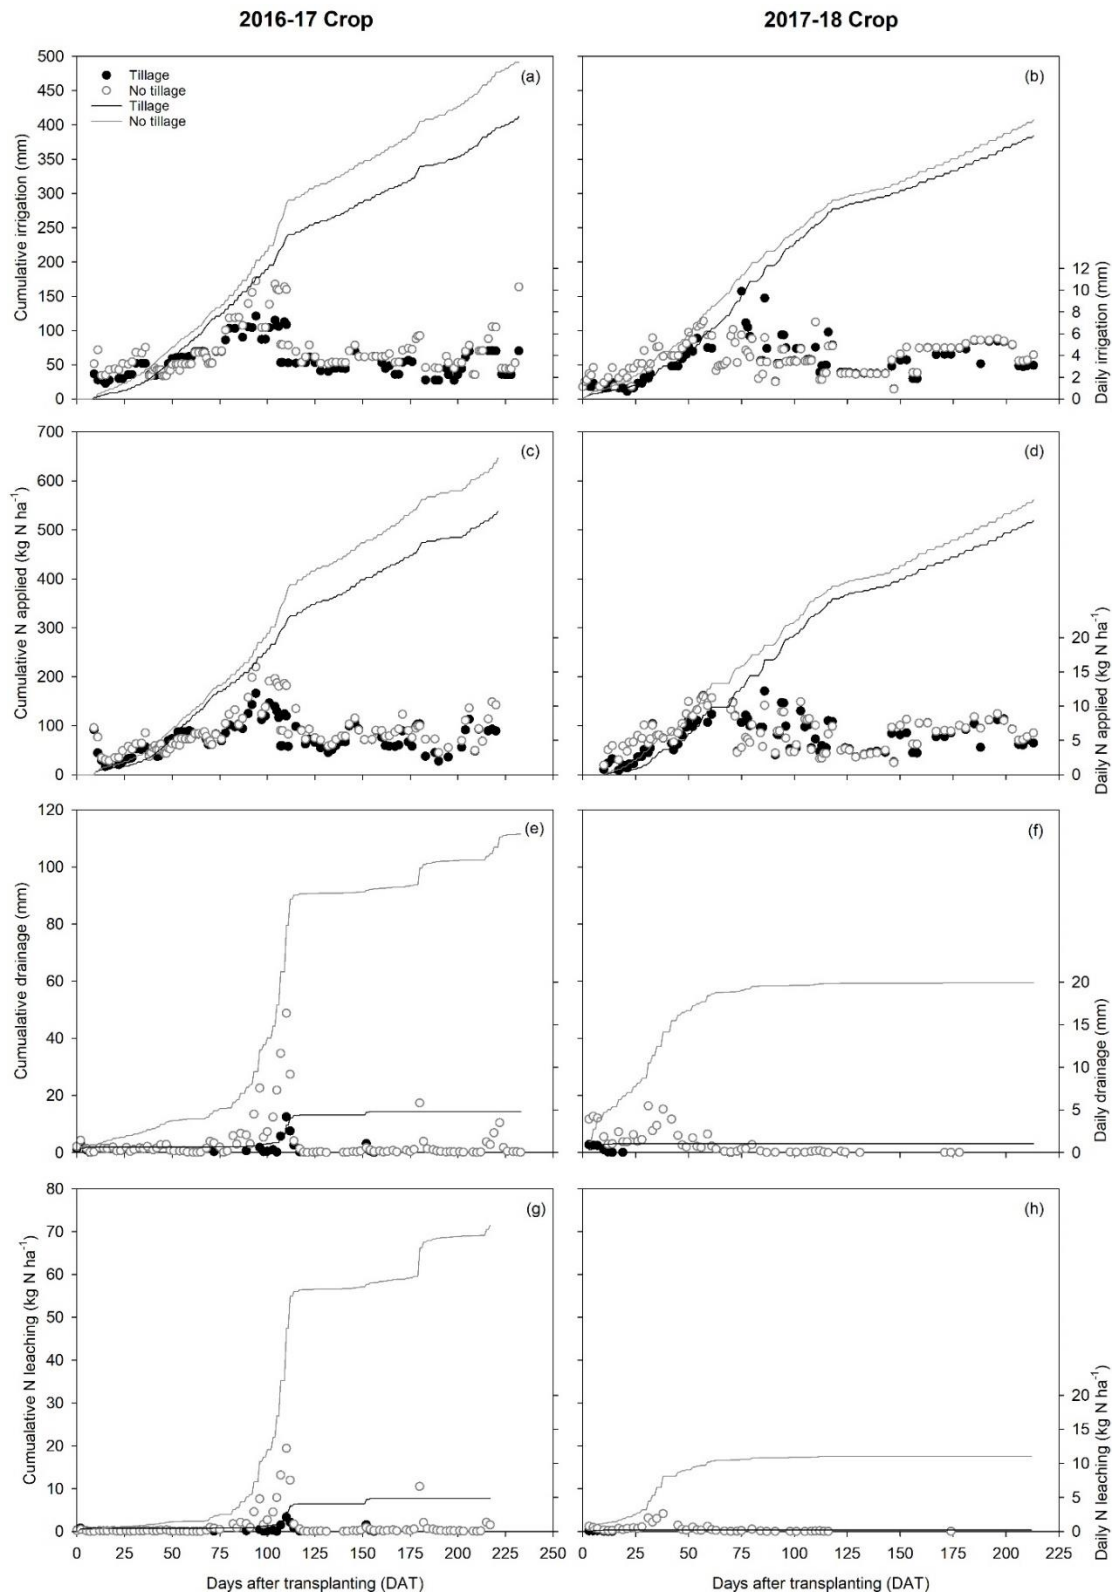 2016-17 Crop
2017-18 Crop
500
450
400
350
300
250
200
150
100
50
0
Cumulative irrigation (mm)
Tillage
No tillage
Tillage
No tillage
(a)
(b)
12
10
8
6
4
2
0
Daily irrigation (mm)
700
600
500
400
300
200
100
0
Cumulative N applied (kg N ha⁻¹)
(c)
(d)
20
15
10
5
0
Daily N applied (kg N ha⁻¹)
120
100
80
60
40
20
0
Cumualative drainage (mm)
(e)
(f)
20
15
10
5
0
Daily drainage (mm)
80
70
60
50
40
30
20
10
0
Cumualative N leaching (kg N ha⁻¹)
(g)
(h)
20
15
10
5
0
Daily N leaching (kg N ha⁻¹)
0 25 50 75 100 125 150 175 200 225 250
0 25 50 75 100 125 150 175 200 225
Days after transplanting (DAT)
Days after transplanting (DAT)